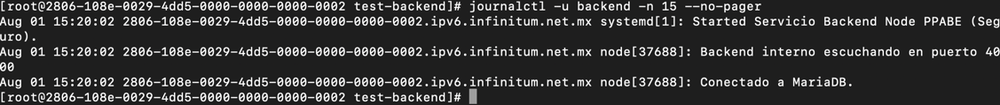 [root@2806-108e-0029-4dd5-0000-0000-0000-0002 test-backend]# journalctl -u backend -n 15 --no-pager
Aug 01 15:20:02 2806-108e-0029-4dd5-0000-0000-0000-0002.ipv6.infinitum.net.mx systemd[1]: Started Servicio Backend Node PPABE (Seg
uro).
Aug 01 15:20:02 2806-108e-0029-4dd5-0000-0000-0000-0002.ipv6.infinitum.net.mx node[37688]: Backend interno escuchando en puerto 40
00
Aug 01 15:20:02 2806-108e-0029-4dd5-0000-0000-0000-0002.ipv6.infinitum.net.mx node[37688]: Conectado a MariaDB.
[root@2806-108e-0029-4dd5-0000-0000-0000-0002 test-backend]#